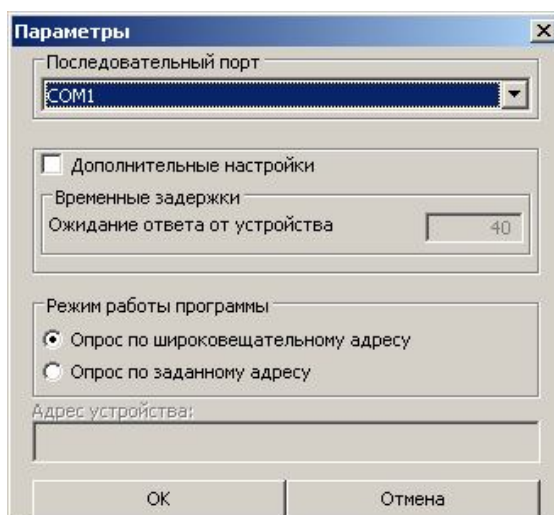 Параметры
Последовательный порт
COM1
Дополнительные настройки
Временные задержки
Ожидание ответа от устройства 40
Режим работы программы
Опрос по широковещательному адресу
Опрос по заданному адресу
Адрес устройства:
OK Отмена